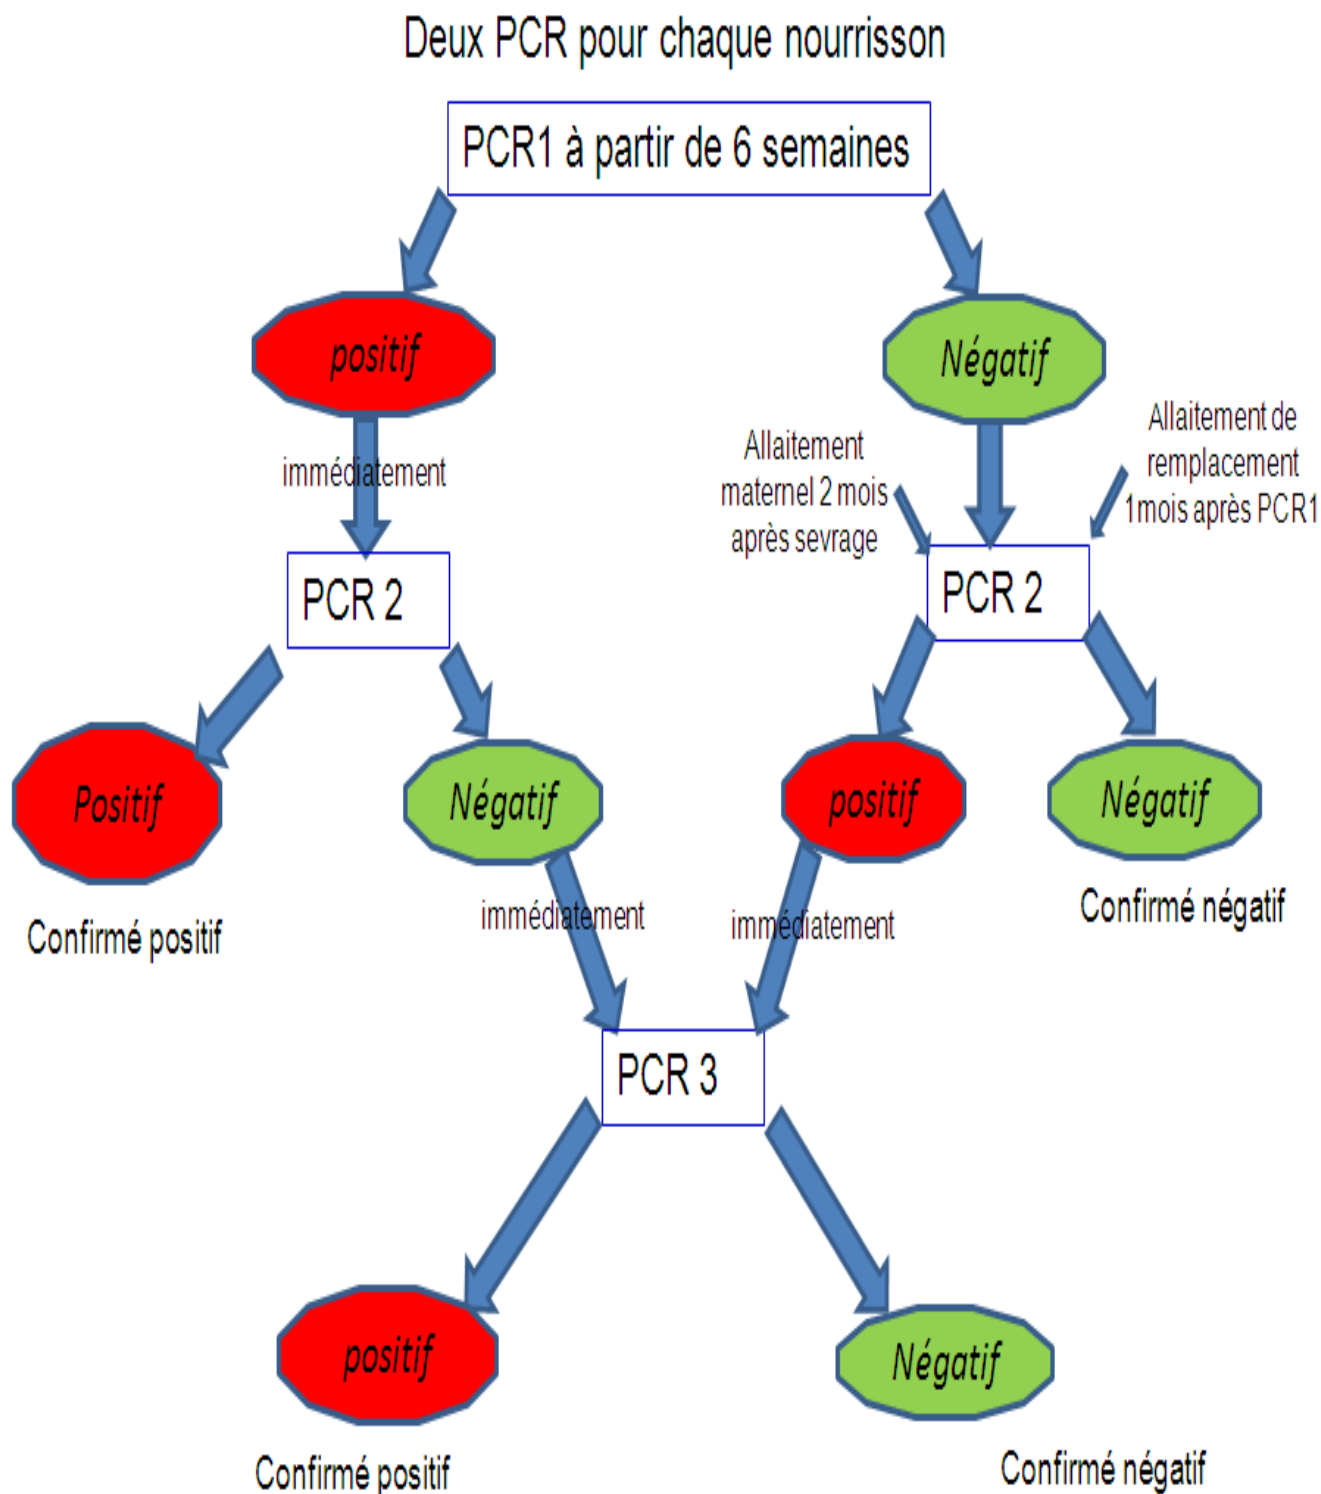 Deux PCR pour chaque nourrisson
PCR1 à partir de 6 semaines
positif
Négatif
immédiatement
Allaitement
maternel 2 mois
après sevrage
Allaitement de
remplacement
1mois après PCR1
PCR 2
PCR 2
Positif
Négatif
positif
Négatif
Confirmé positif
immédiatement
immédiatement
Confirmé négatif
PCR 3
positif
Négatif
Confirmé positif
Confirmé négatif